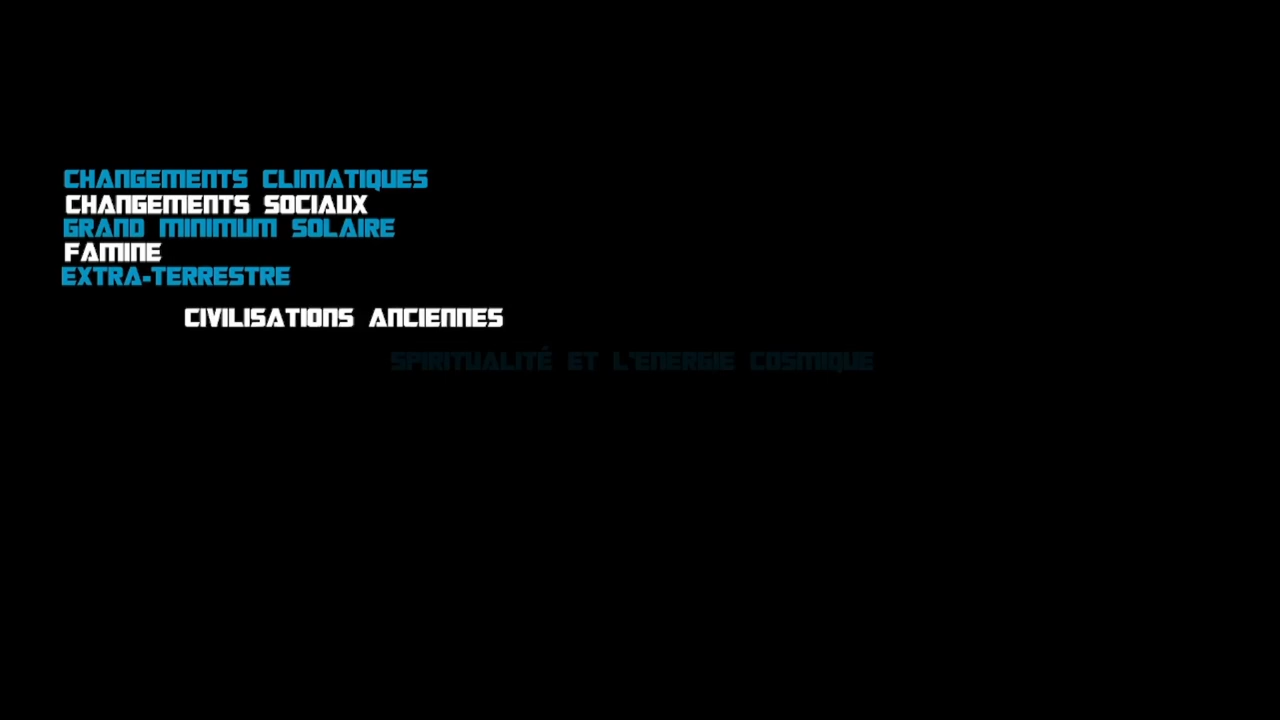 CHANGEMENTS CLIMATIQUES
CHANGEMENTS SOCIAUX
GRAND MINIMUM SOLAIRE
FAMINE
EXTRA-TERRESTRE
CIVILISATIONS ANCIENNES
SPIRITUALITÉ ET L'ENERGIE COSMIQUE